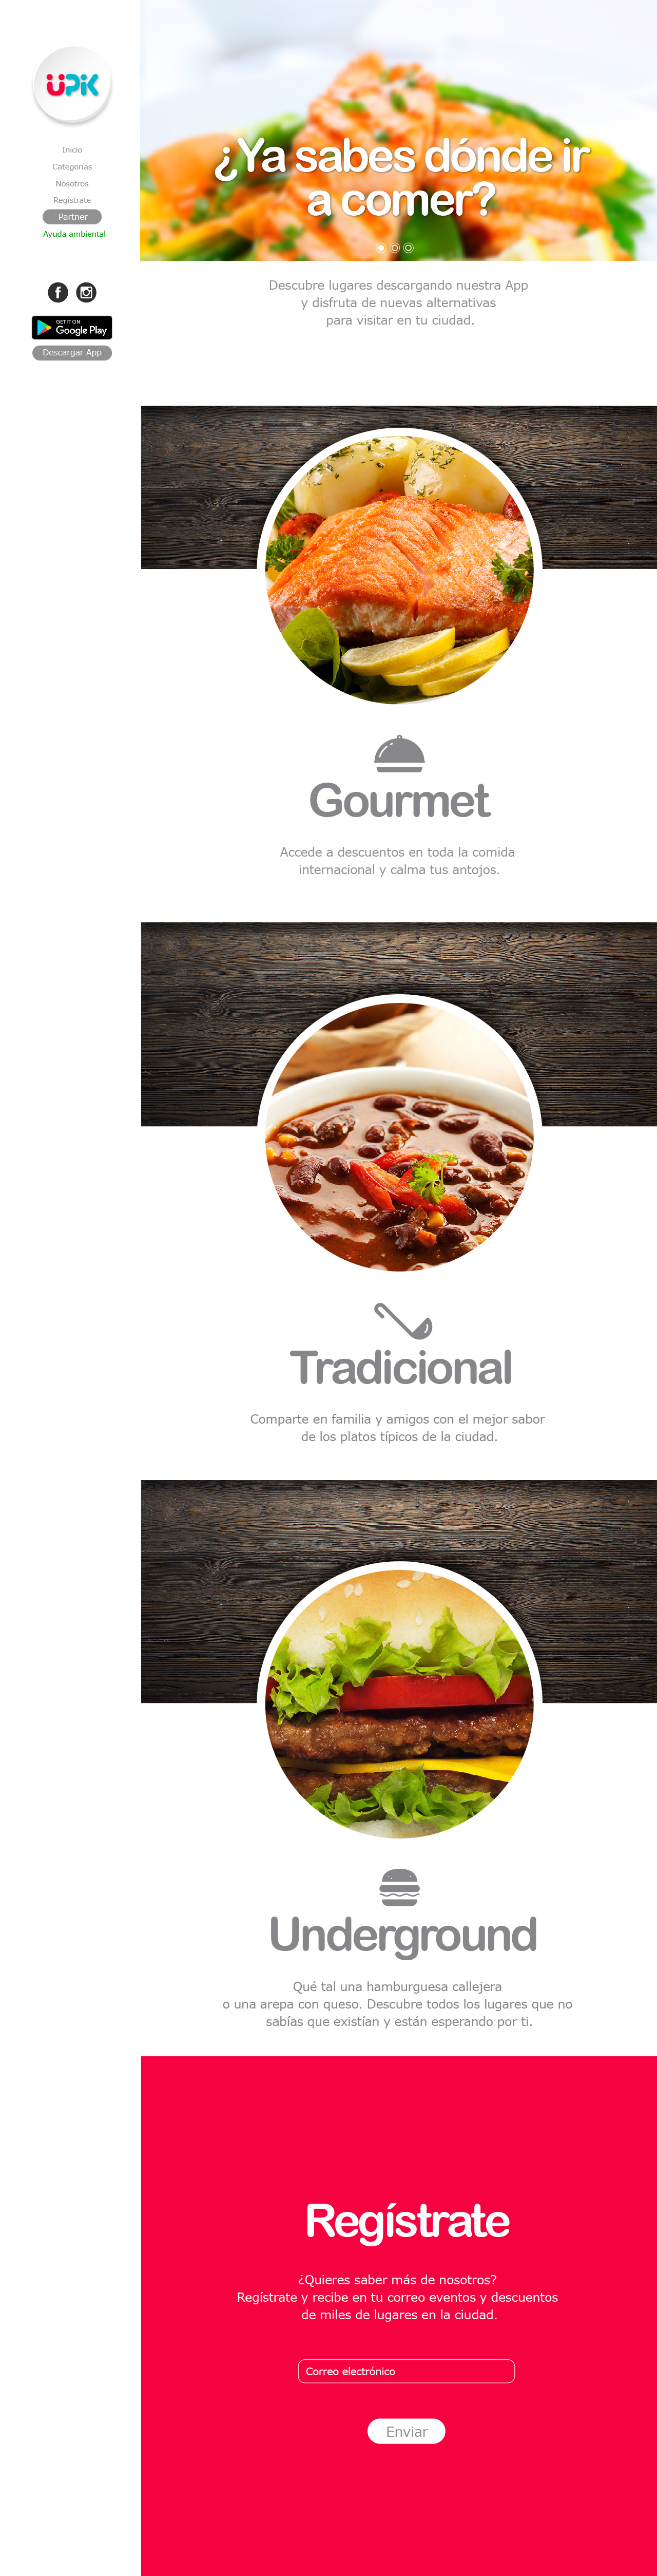 UPiK
Inicio
Categorías
Nosotros
Regístrate
Partner
Ayuda ambiental
GET IT ON
Google Play
Descargar App
¿Ya sabes dónde ir
a comer?
Descubre lugares descargando nuestra App
y disfruta de nuevas alternativas
para visitar en tu ciudad.
Gourmet
Accede a descuentos en toda la comida
internacional y calma tus antojos.
Tradicional
Comparte en familia y amigos con el mejor sabor
de los platos típicos de la ciudad.
Underground
Qué tal una hamburguesa callejera
o una arepa con queso. Descubre todos los lugares que no
sabías que existían y están esperando por ti.
Regístrate
¿Quieres saber más de nosotros?
Regístrate y recibe en tu correo eventos y descuentos
de miles de lugares en la ciudad.
Correo electrónico
Enviar